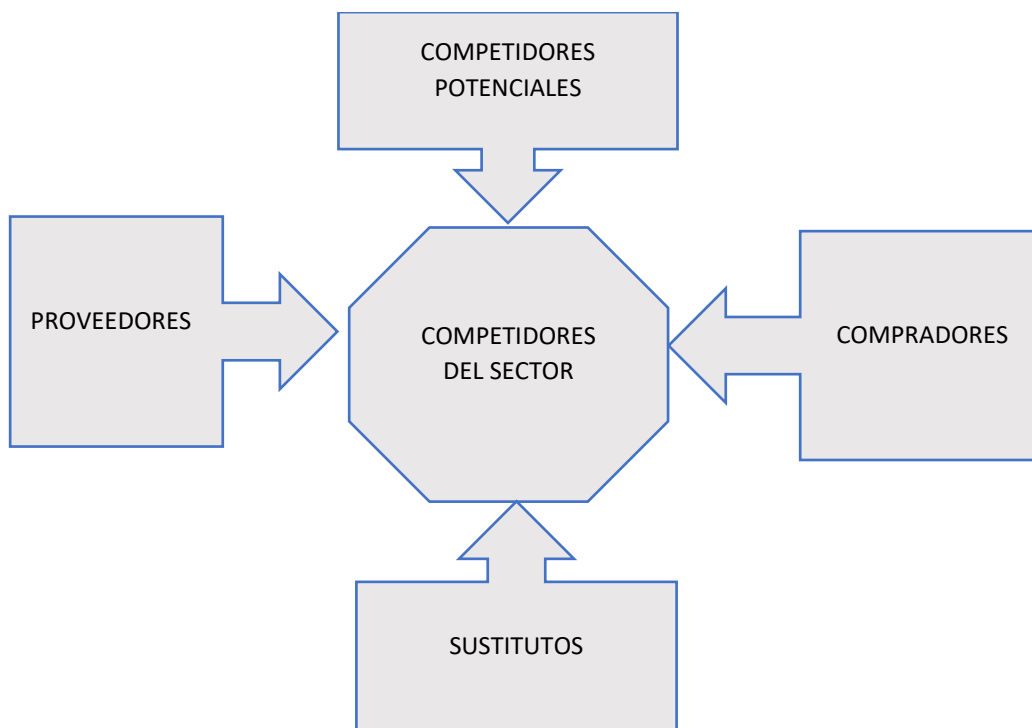 COMPETIDORES
POTENCIALES
PROVEEDORES
COMPETIDORES
DEL SECTOR
COMPRADORES
SUSTITUTOS